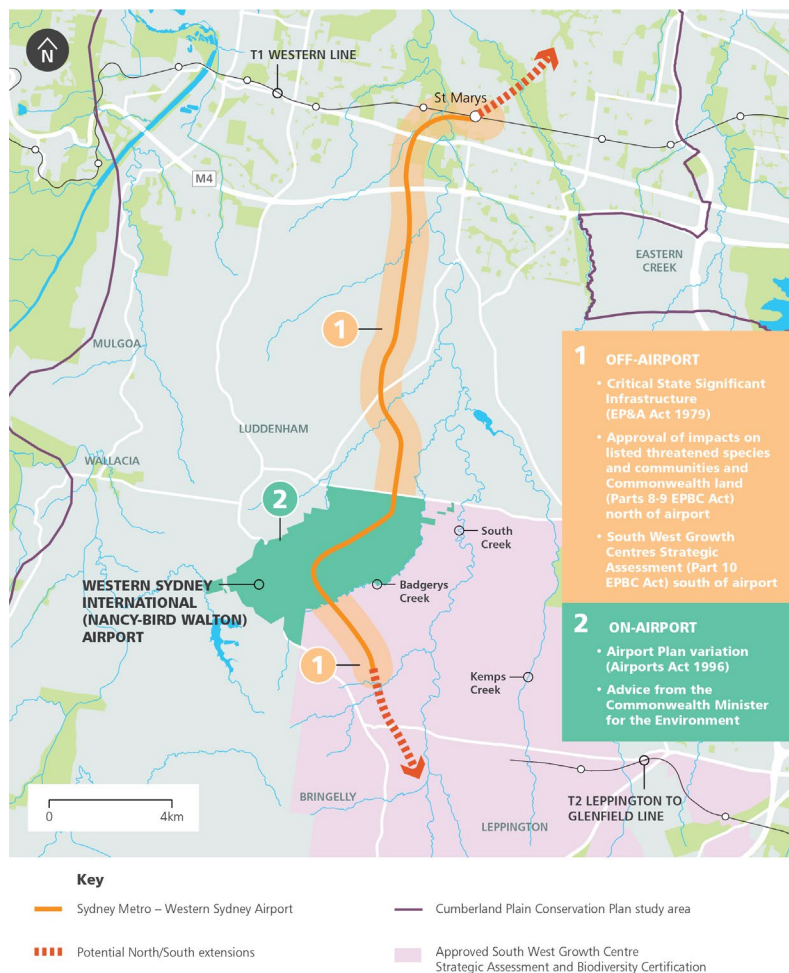 N
T1 WESTERN LINE
St Marys
M4
EASTERN
CREEK
1
MULGOA
LUDDENHAM
WALLACIA
2
South
Creek
WESTERN SYDNEY
INTERNATIONAL
(NANCY-BIRD WALTON)
AIRPORT
Badgerys
Creek
1
Kemps
Creek
BRINGELLY
LEPPINGTON
T2 LEPPINGTON TO
GLENFIELD LINE
0 4km
1 OFF-AIRPORT
• Critical State Significant
Infrastructure
(EP&A Act 1979)
• Approval of impacts on
listed threatened species
and communities and
Commonwealth land
(Parts 8-9 EPBC Act)
north of airport
• South West Growth
Centres Strategic
Assessment (Part 10
EPBC Act) south of airport
2 ON-AIRPORT
• Airport Plan variation
(Airports Act 1996)
• Advice from the
Commonwealth Minister
for the Environment
Key
Sydney Metro – Western Sydney Airport
Potential North/South extensions
Cumberland Plain Conservation Plan study area
Approved South West Growth Centre
Strategic Assessment and Biodiversity Certification